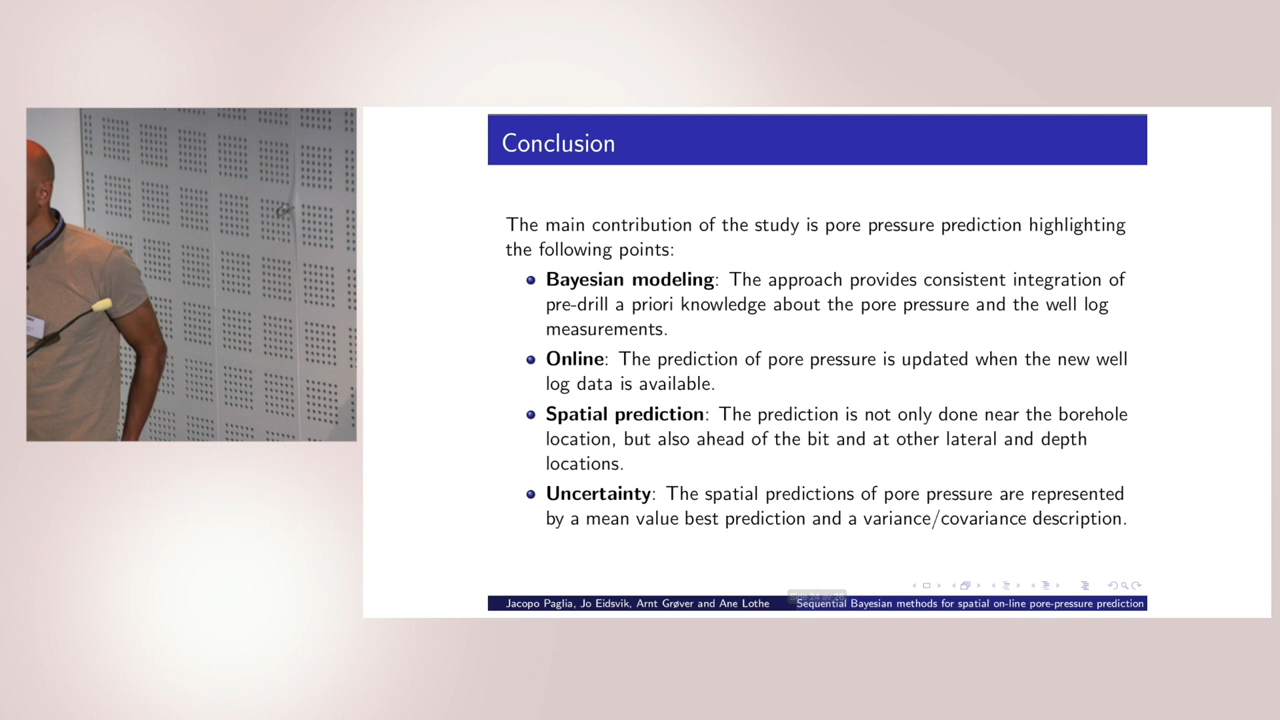 Conclusion
The main contribution of the study is pore pressure prediction highlighting
the following points:
Bayesian modeling: The approach provides consistent integration of
pre-drill a priori knowledge about the pore pressure and the well log
measurements.
Online: The prediction of pore pressure is updated when the new well
log data is available.
Spatial prediction: The prediction is not only done near the borehole
location, but also ahead of the bit and at other lateral and depth
locations.
Uncertainty: The spatial predictions of pore pressure are represented
by a mean value best prediction and a variance/covariance description.
Jacopo Paglia, Jo Eidsvik, Arnt Grøver and Ane Lothe
Sequential Bayesian methods for spatial on-line pore-pressure prediction